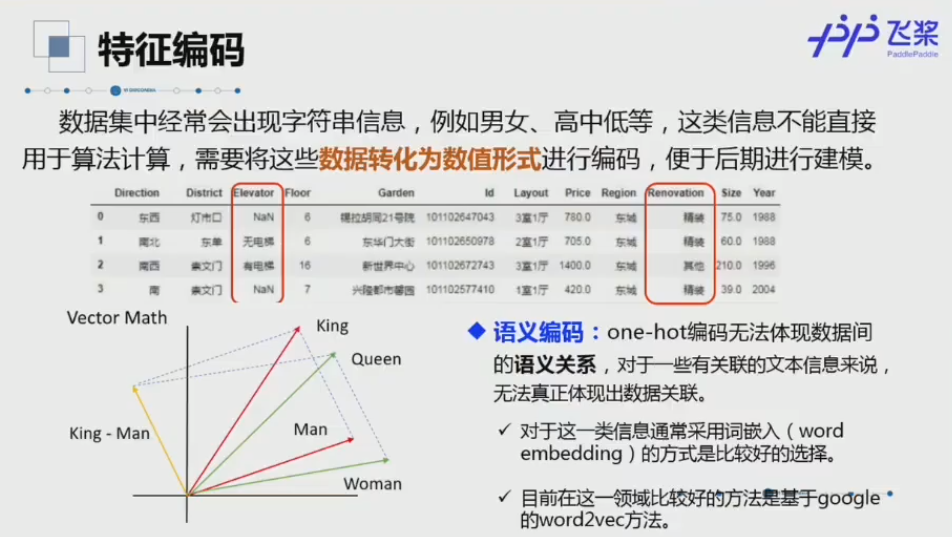 特征编码
飞桨
PaddlePaddle
数据集中经常会出现字符串信息，例如男女、高中低等，这类信息不能直接
用于算法计算，需要将这些数据转化为数值形式进行编码，便于后期进行建模。
Direction District Elevator Floor Garden Id Layout Price Region Renovation Size Year
0 东西 灯市口 NaN 6 锡拉胡同21号院 101102647043 3室1厅 780.0 东城 精装 75.0 1988
1 南北 东单 无电梯 6 东华门大街 101102650978 2室1厅 705.0 东城 精装 60.0 1988
2 南西 崇文门 有电梯 16 新世界中心 101102672743 3室1厅 1400.0 东城 其他 210.0 1996
3 南 崇文门 NaN 7 兴隆都市馨园 101102577410 1室1厅 420.0 东城 精装 39.0 2004
Vector Math
King
Queen
King - Man
Man
Woman
语义编码：one-hot编码无法体现数据间
的语义关系，对于一些有关联的文本信息来说，
无法真正体现出数据关联。
✓ 对于这一类信息通常采用词嵌入（word
embedding）的方式是比较好的选择。
✓ 目前在这一领域比较好的方法是基于google
的word2vec方法。